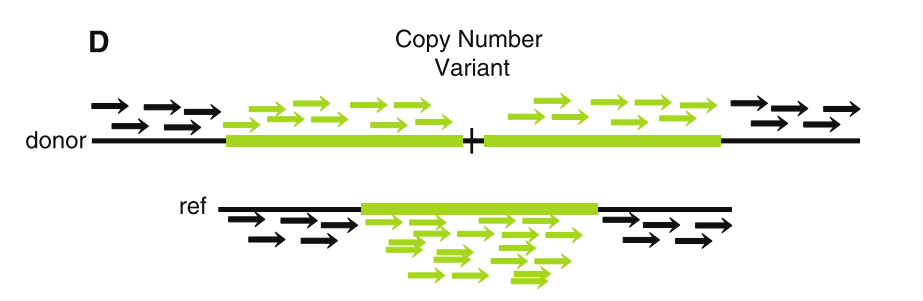 D
Copy Number
Variant
donor
ref